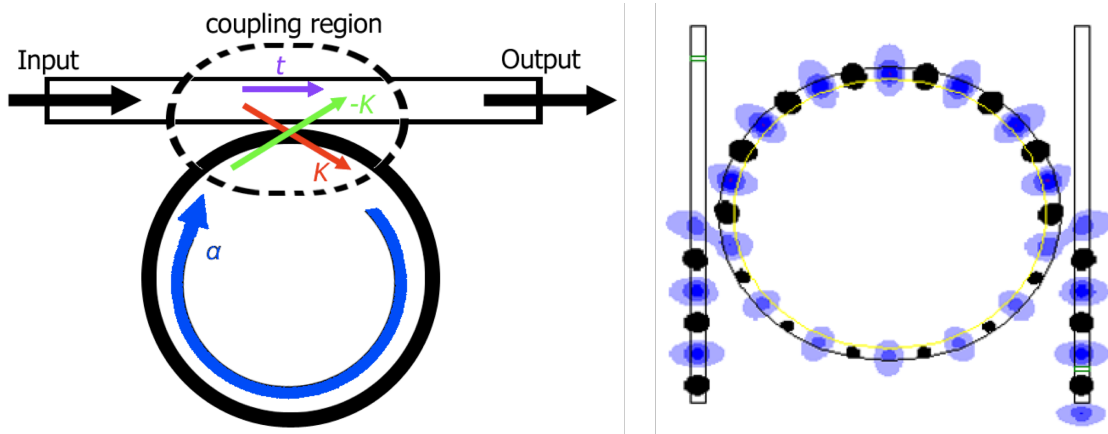 coupling region
Input
Output
t
-K
K
α